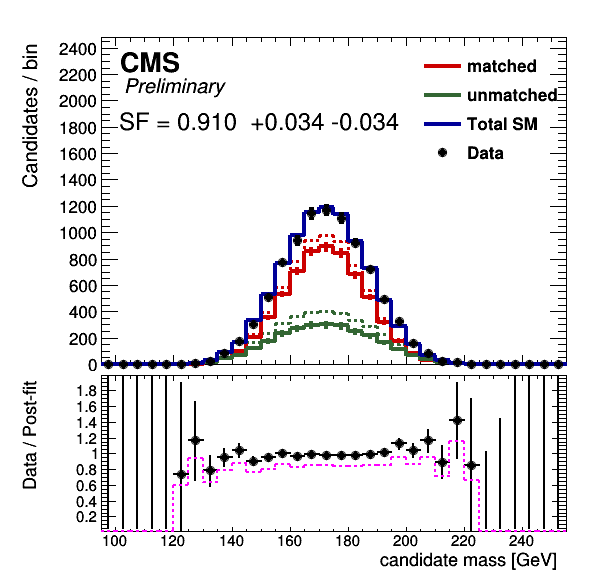 CMS
Preliminary
SF = 0.910 +0.034 -0.034
matched
unmatched
Total SM
Data
Candidates / bin
2400
2200
2000
1800
1600
1400
1200
1000
800
600
400
200
0
Data / Post-fit
1.8
1.6
1.4
1.2
1
0.8
0.6
0.4
0.2
100 120 140 160 180 200 220 240
candidate mass [GeV]